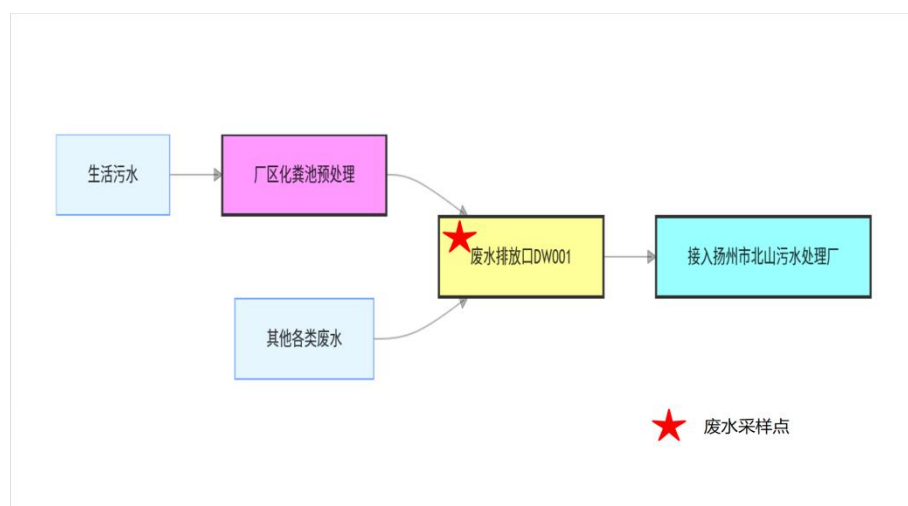 生活污水
厂区化粪池预处理
废水排放口DW001
接入扬州市北山污水处理厂
其他各类废水
废水采样点